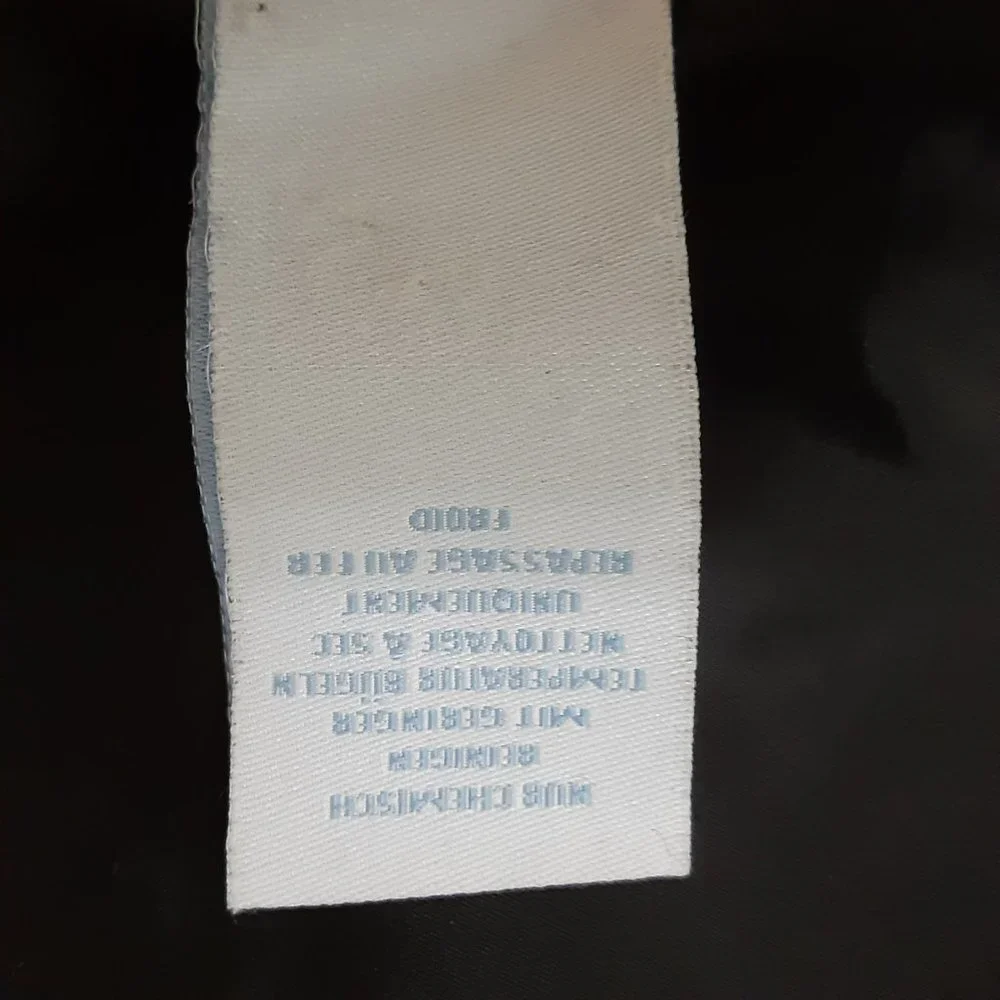 NUR CHEMISCH
REINIGEN
MIT GERINGER
TEMPERATUR BÜGELN
NETTOYAGE Á SEC
UNIQUEMENT
REPASSAGE AU FER
FROID